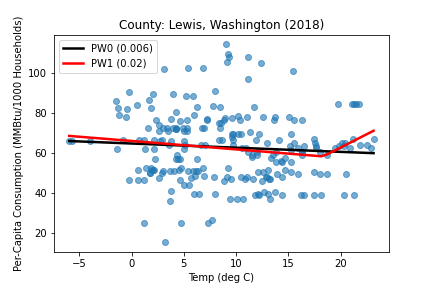 County: Lewis, Washington (2018)
PW0 (0.006)
PW1 (0.02)
Per-Capita Consumption (MMBtu/1000 Households)
100
80
60
40
20
−5 0 5 10 15 20
Temp (deg C)